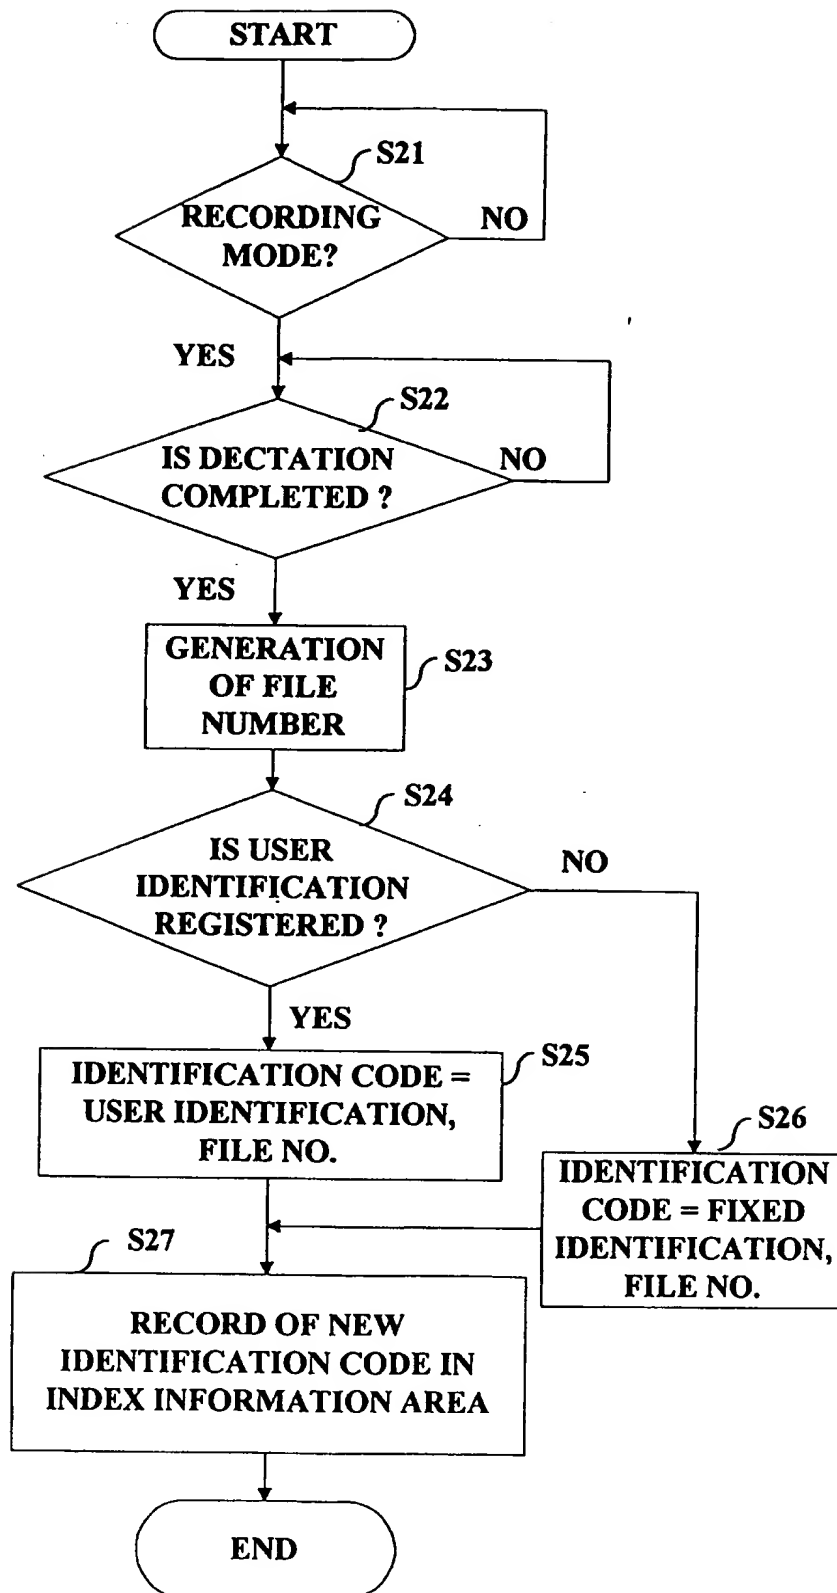 START
S21
RECORDING
MODE?
NO
YES
S22
IS DECTATION
COMPLETED ?
NO
YES
GENERATION
OF FILE
NUMBER
S23
S24
IS USER
IDENTIFICATION
REGISTERED ?
NO
YES
S25
IDENTIFICATION CODE =
USER IDENTIFICATION,
FILE NO.
S26
IDENTIFICATION
CODE = FIXED
IDENTIFICATION,
FILE NO.
S27
RECORD OF NEW
IDENTIFICATION CODE IN
INDEX INFORMATION AREA
END